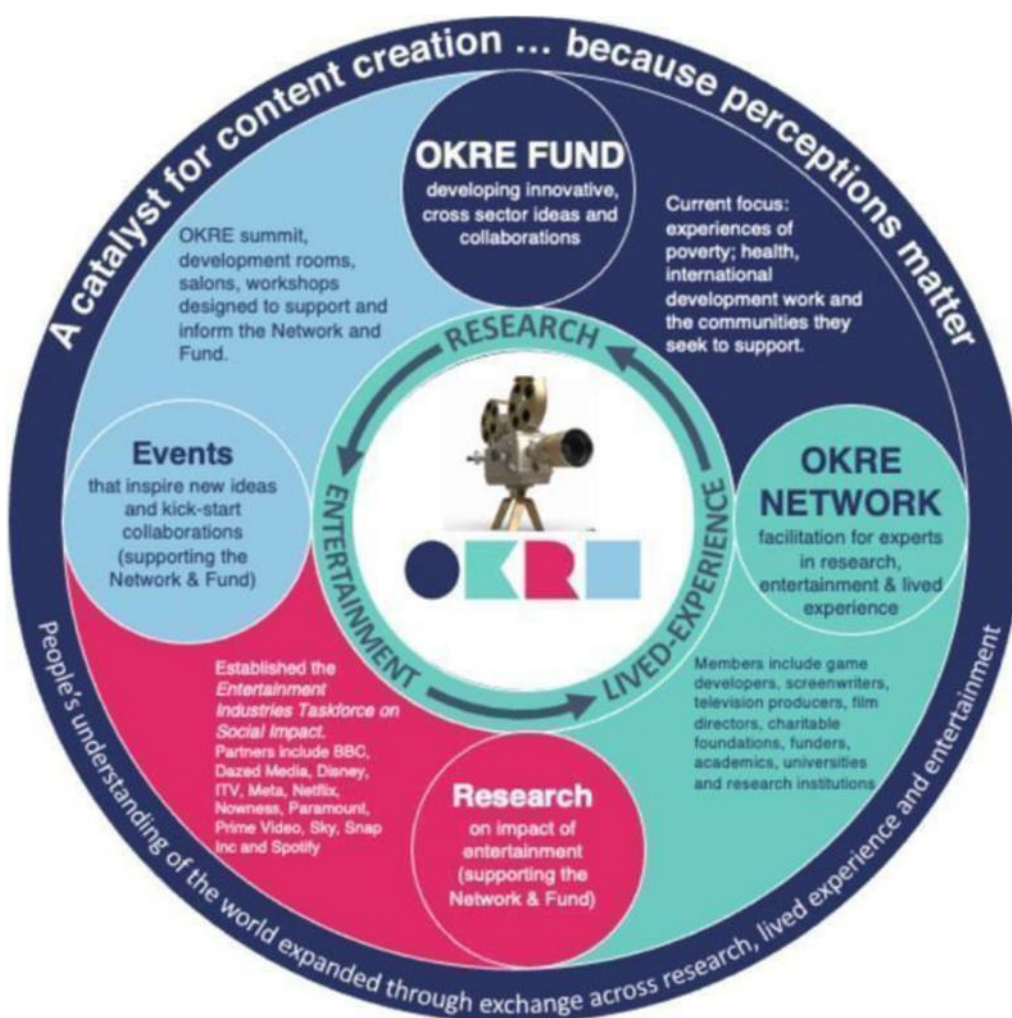 A catalyst for content creation ... because perceptions matter
OKRE FUND
developing innovative,
cross sector ideas and
collaborations
Current focus:
experiences of
poverty; health,
international
development work and
the communities they
seek to support.
OKRE NETWORK
facilitation for experts
in research,
entertainment & lived
experience
Members include game
developers, screenwriters,
television producers, film
directors, charitable
foundations, funders,
academics, universities
and research institutions
Research
on impact of
entertainment
(supporting the
Network & Fund)
Established the
Entertainment
Industries Taskforce on
Social Impact.
Partners include BBC,
Dazed Media, Disney,
ITV, Meta, Netflix,
Nowness, Paramount,
Prime Video, Sky, Snap
Inc and Spotify
Events
that inspire new ideas
and kick-start
collaborations
(supporting the
Network & Fund)
OKRE summit,
development rooms,
salons, workshops
designed to support and
inform the Network and
Fund.
RESEARCH
ENTERTAINMENT
LIVED-EXPERIENCE
OKRE
People's understanding of the world expanded through exchange across research, lived experience and entertainment